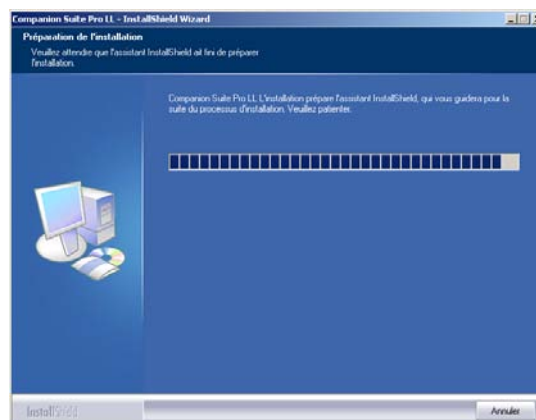 Companion Suite Pro LL - InstallShield Wizard
Préparation de l'installation
Veuillez attendre que l'assistant InstallShield ait fini de préparer
l'installation.
Companion Suite Pro LL L'installation prépare l'assistant InstallShield, qui vous guidera pour la
suite du processus d'installation. Veuillez patienter.
InstallShield
Annuler